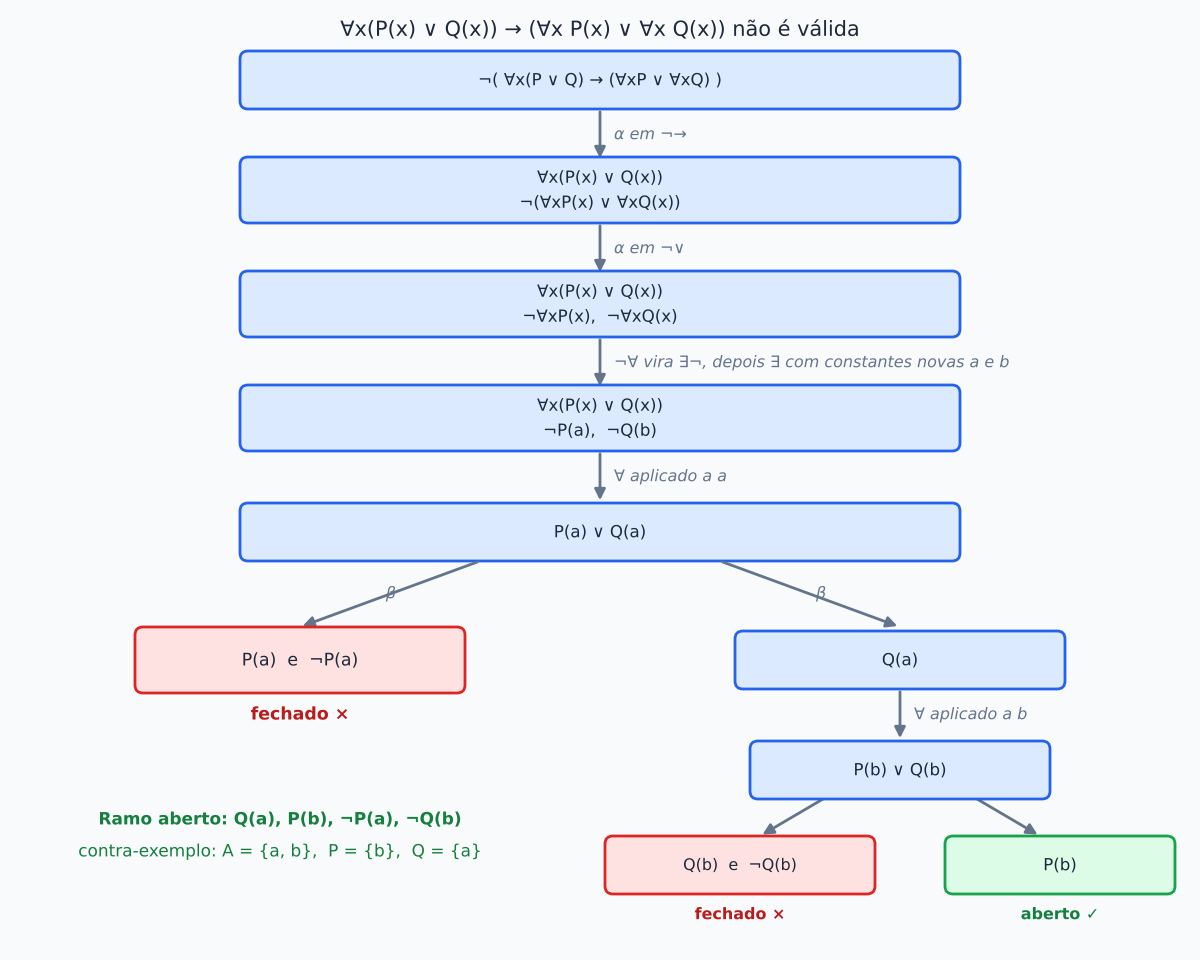 ∀x(P(x) ∨ Q(x)) → (∀x P(x) ∨ ∀x Q(x)) não é válida
¬( ∀x(P ∨ Q) → (∀xP ∨ ∀xQ) )
α em ¬→
∀x(P(x) ∨ Q(x))
¬(∀xP(x) ∨ ∀xQ(x))
α em ¬∨
∀x(P(x) ∨ Q(x))
¬∀xP(x), ¬∀xQ(x)
¬∀ vira ∃¬, depois ∃ com constantes novas a e b
∀x(P(x) ∨ Q(x))
¬P(a), ¬Q(b)
∀ aplicado a a
P(a) ∨ Q(a)
β
β
P(a) e ¬P(a)
fechado ×
Q(a)
∀ aplicado a b
P(b) ∨ Q(b)
Ramo aberto: Q(a), P(b), ¬P(a), ¬Q(b)
contra-exemplo: A = {a, b}, P = {b}, Q = {a}
Q(b) e ¬Q(b)
fechado ×
P(b)
aberto ✓